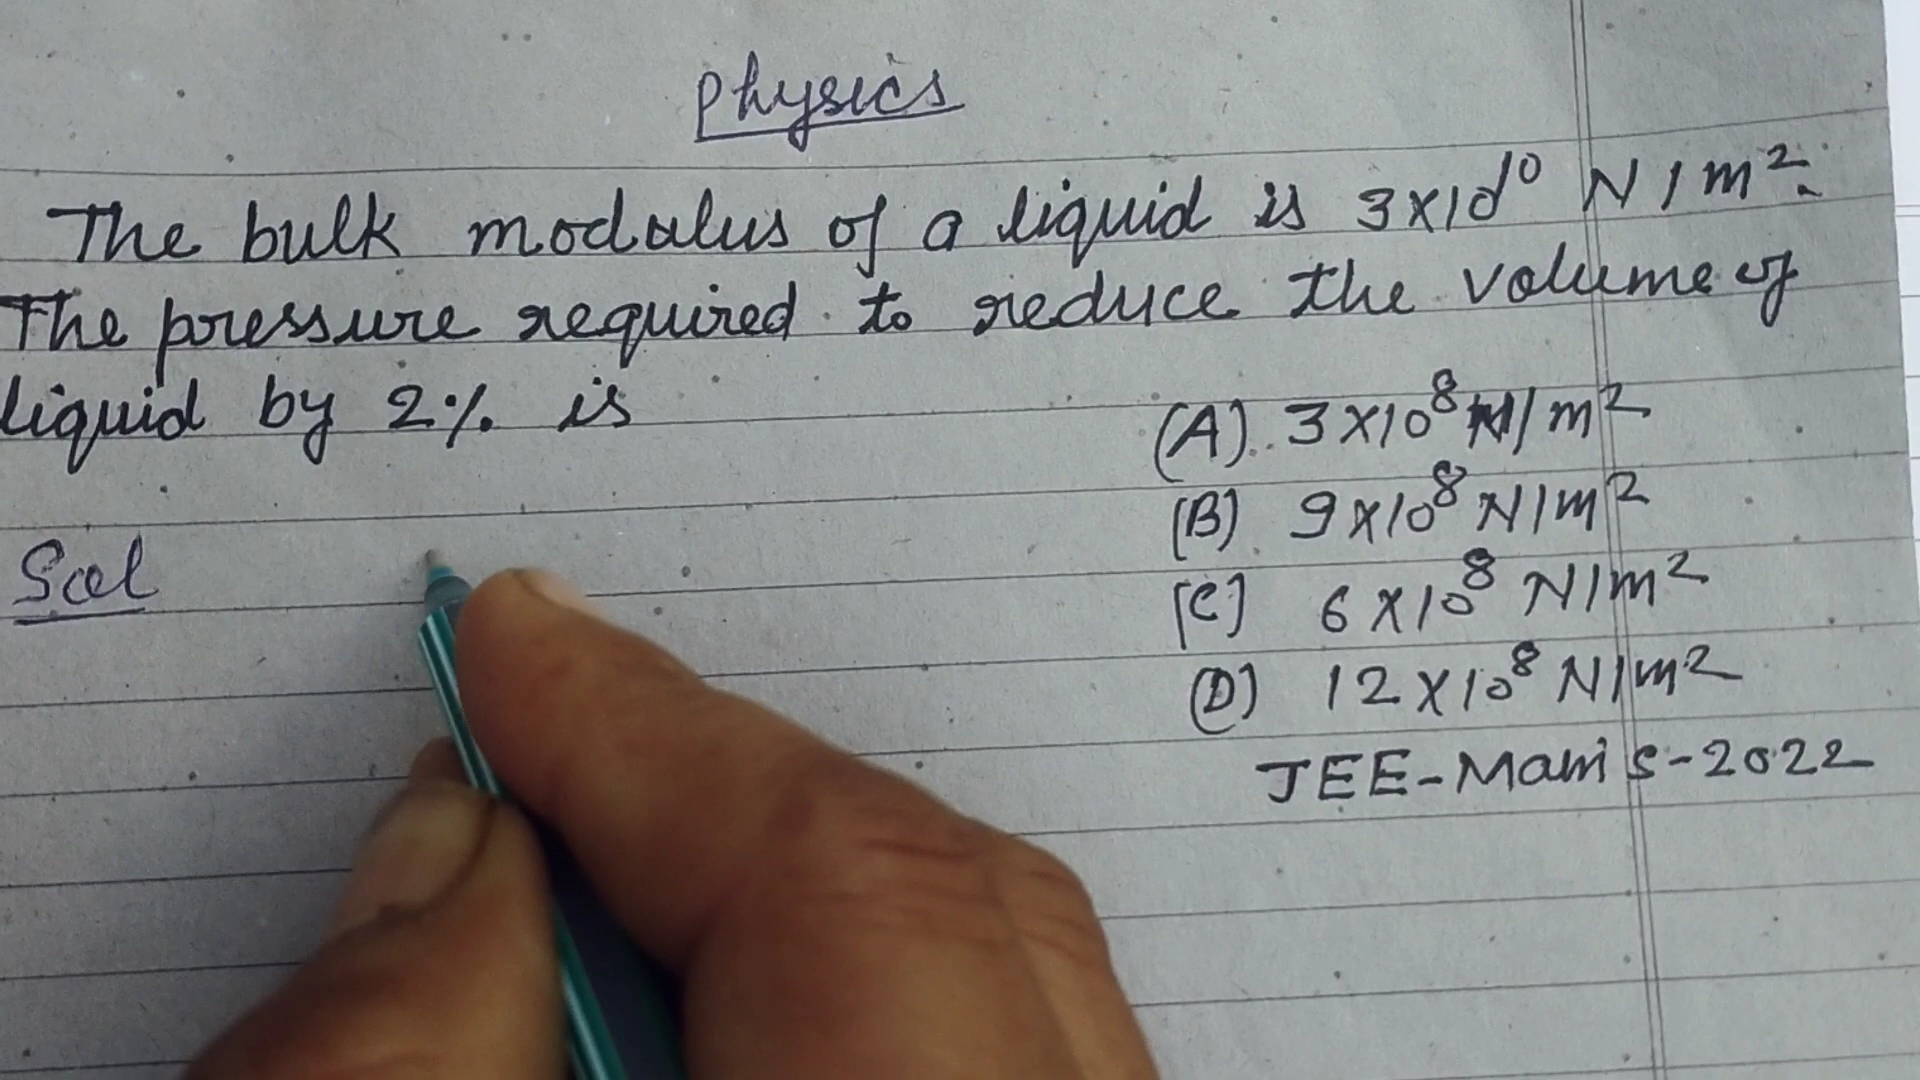 Physics
The bulk modulus of a liquid is 3×10¹⁰ N/m².
The pressure required to reduce the volume of
liquid by 2% is
(A). 3×10⁸ N/m²
(B) 9×10⁸ N/m²
(C) 6×10⁸ N/m²
(D) 12×10⁸ N/m²
Sol
JEE-Mains-2022